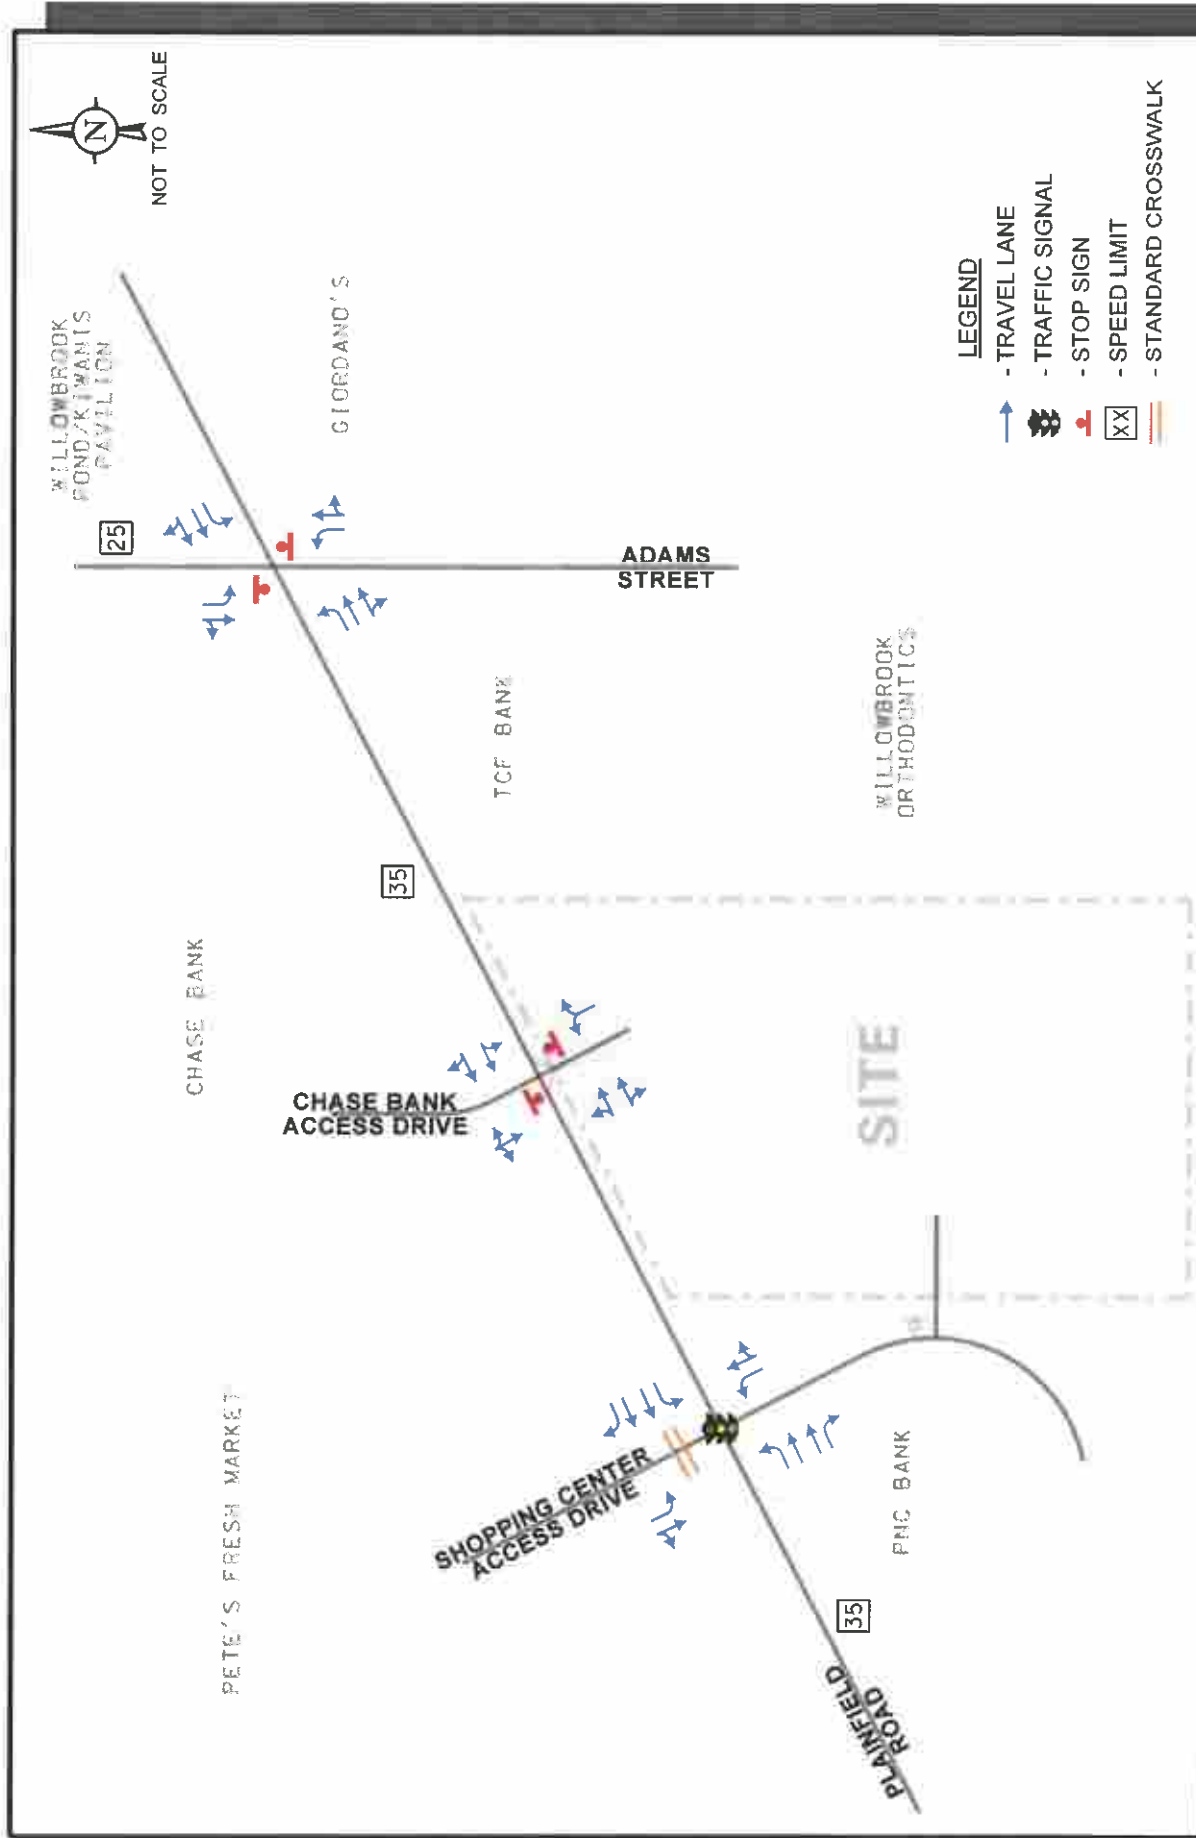 N
NOT TO SCALE
WILLOWBROOK
POND/KIWANIS
PAVILION
25
GIORDANO'S
ADAMS
STREET
TCF BANK
WILLOWBROOK
ORTHODONTICS
35
CHASE BANK
CHASE BANK
ACCESS DRIVE
SITE
PETE'S FRESH MARKET
SHOPPING CENTER
ACCESS DRIVE
PNC BANK
35
PLAINFIELD
ROAD
LEGEND
- TRAVEL LANE
- TRAFFIC SIGNAL
- STOP SIGN
XX - SPEED LIMIT
- STANDARD CROSSWALK